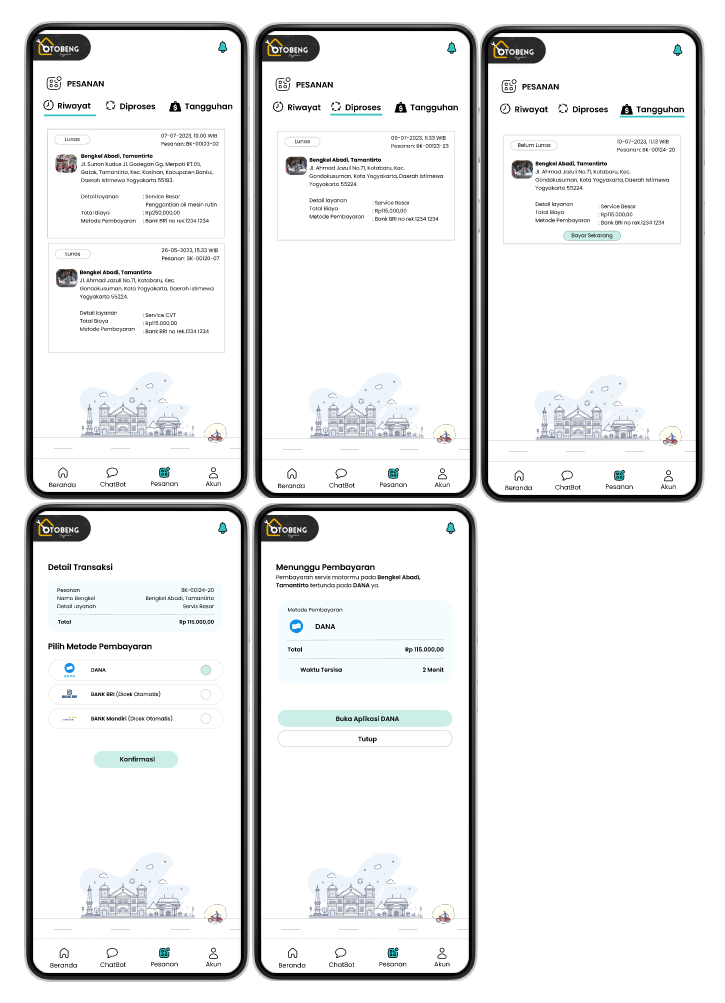 OTOBENG
PESANAN
Riwayat
Diproses
Tangguhan
Lunas
07-07-2023, 10.00 WIB
Pesanan: BK-00123-02
Bengkel Abadi, Tamantirto
Jl. Sunan Kudus Jl. Gadegan Gg. Merpati RT.05,
Gatak, Tamantirto, Kec. Kasihan, Kabupaten Bantul,
Daerah Istimewa Yogyakarta 55183.
Detail layanan : Service Besar
Penggantian oli mesin rutin
Total Biaya : Rp250.000,00
Metode Pembayaran : Bank BRI no rek.1234 1234
Lunas
26-05-2023, 15.33 WIB
Pesanan: BK-00120-07
Bengkel Abadi, Tamantirto
Jl. Ahmad Jazuli No.71, Kotabaru, Kec.
Gondokusuman, Kota Yogyakarta, Daerah Istimewa
Yogyakarta 55224.
Detail layanan : Service CVT
Total Biaya : Rp115.000,00
Metode Pembayaran : Bank BRI no rek.1234 1234
Beranda
ChatBot
Pesanan
Akun
OTOBENG
PESANAN
Riwayat
Diproses
Tangguhan
Lunas
Pesanan: BK-00123-23
Bengkel Abadi, Tamantirto
Jl. Ahmad Jazuli No.71, Kotabaru, Kec.
Gondokusuman, Kota Yogyakarta, Daerah Istimewa
Yogyakarta 55224.
Detail layanan : Service Besar
Total Biaya : Rp115.000,00
Metode Pembayaran : Bank BRI no rek.1234 1234
Beranda
ChatBot
Pesanan
Akun
OTOBENG
PESANAN
Riwayat
Diproses
Tangguhan
Belum Lunas
10-07-2023, 11.13 WIB
Pesanan: BK-00124-20
Bengkel Abadi, Tamantirto
Jl. Ahmad Jazuli No.71, Kotabaru, Kec.
Gondokusuman, Kota Yogyakarta, Daerah Istimewa
Yogyakarta 55224.
Detail layanan : Service Besar
Total Biaya : Rp115.000,00
Metode Pembayaran : Bank BRI no rek.1234 1234
Bayar Sekarang
Beranda
ChatBot
Pesanan
Akun
OTOBENG
Detail Transaksi
Pesanan BK-00124-20
Nama Bengkel Bengkel Abadi, Tamantirto
Detail Layanan Servis Besar
Total Rp 115.000,00
Pilih Metode Pembayaran
DANA
BANK BRI (Dicek Otomatis)
BANK Mandiri (Dicek Otomatis)
Konfirmasi
Beranda
ChatBot
Pesanan
Akun
OTOBENG
Menunggu Pembayaran
Pembayaran servis motormu pada Bengkel Abadi,
Tamantirto tertunda pada DANA ya.
Metode Pembayaran
DANA
Total Rp 115.000,00
Waktu Tersisa 2 Menit
Buka Aplikasi DANA
Tutup
Beranda
ChatBot
Pesanan
Akun